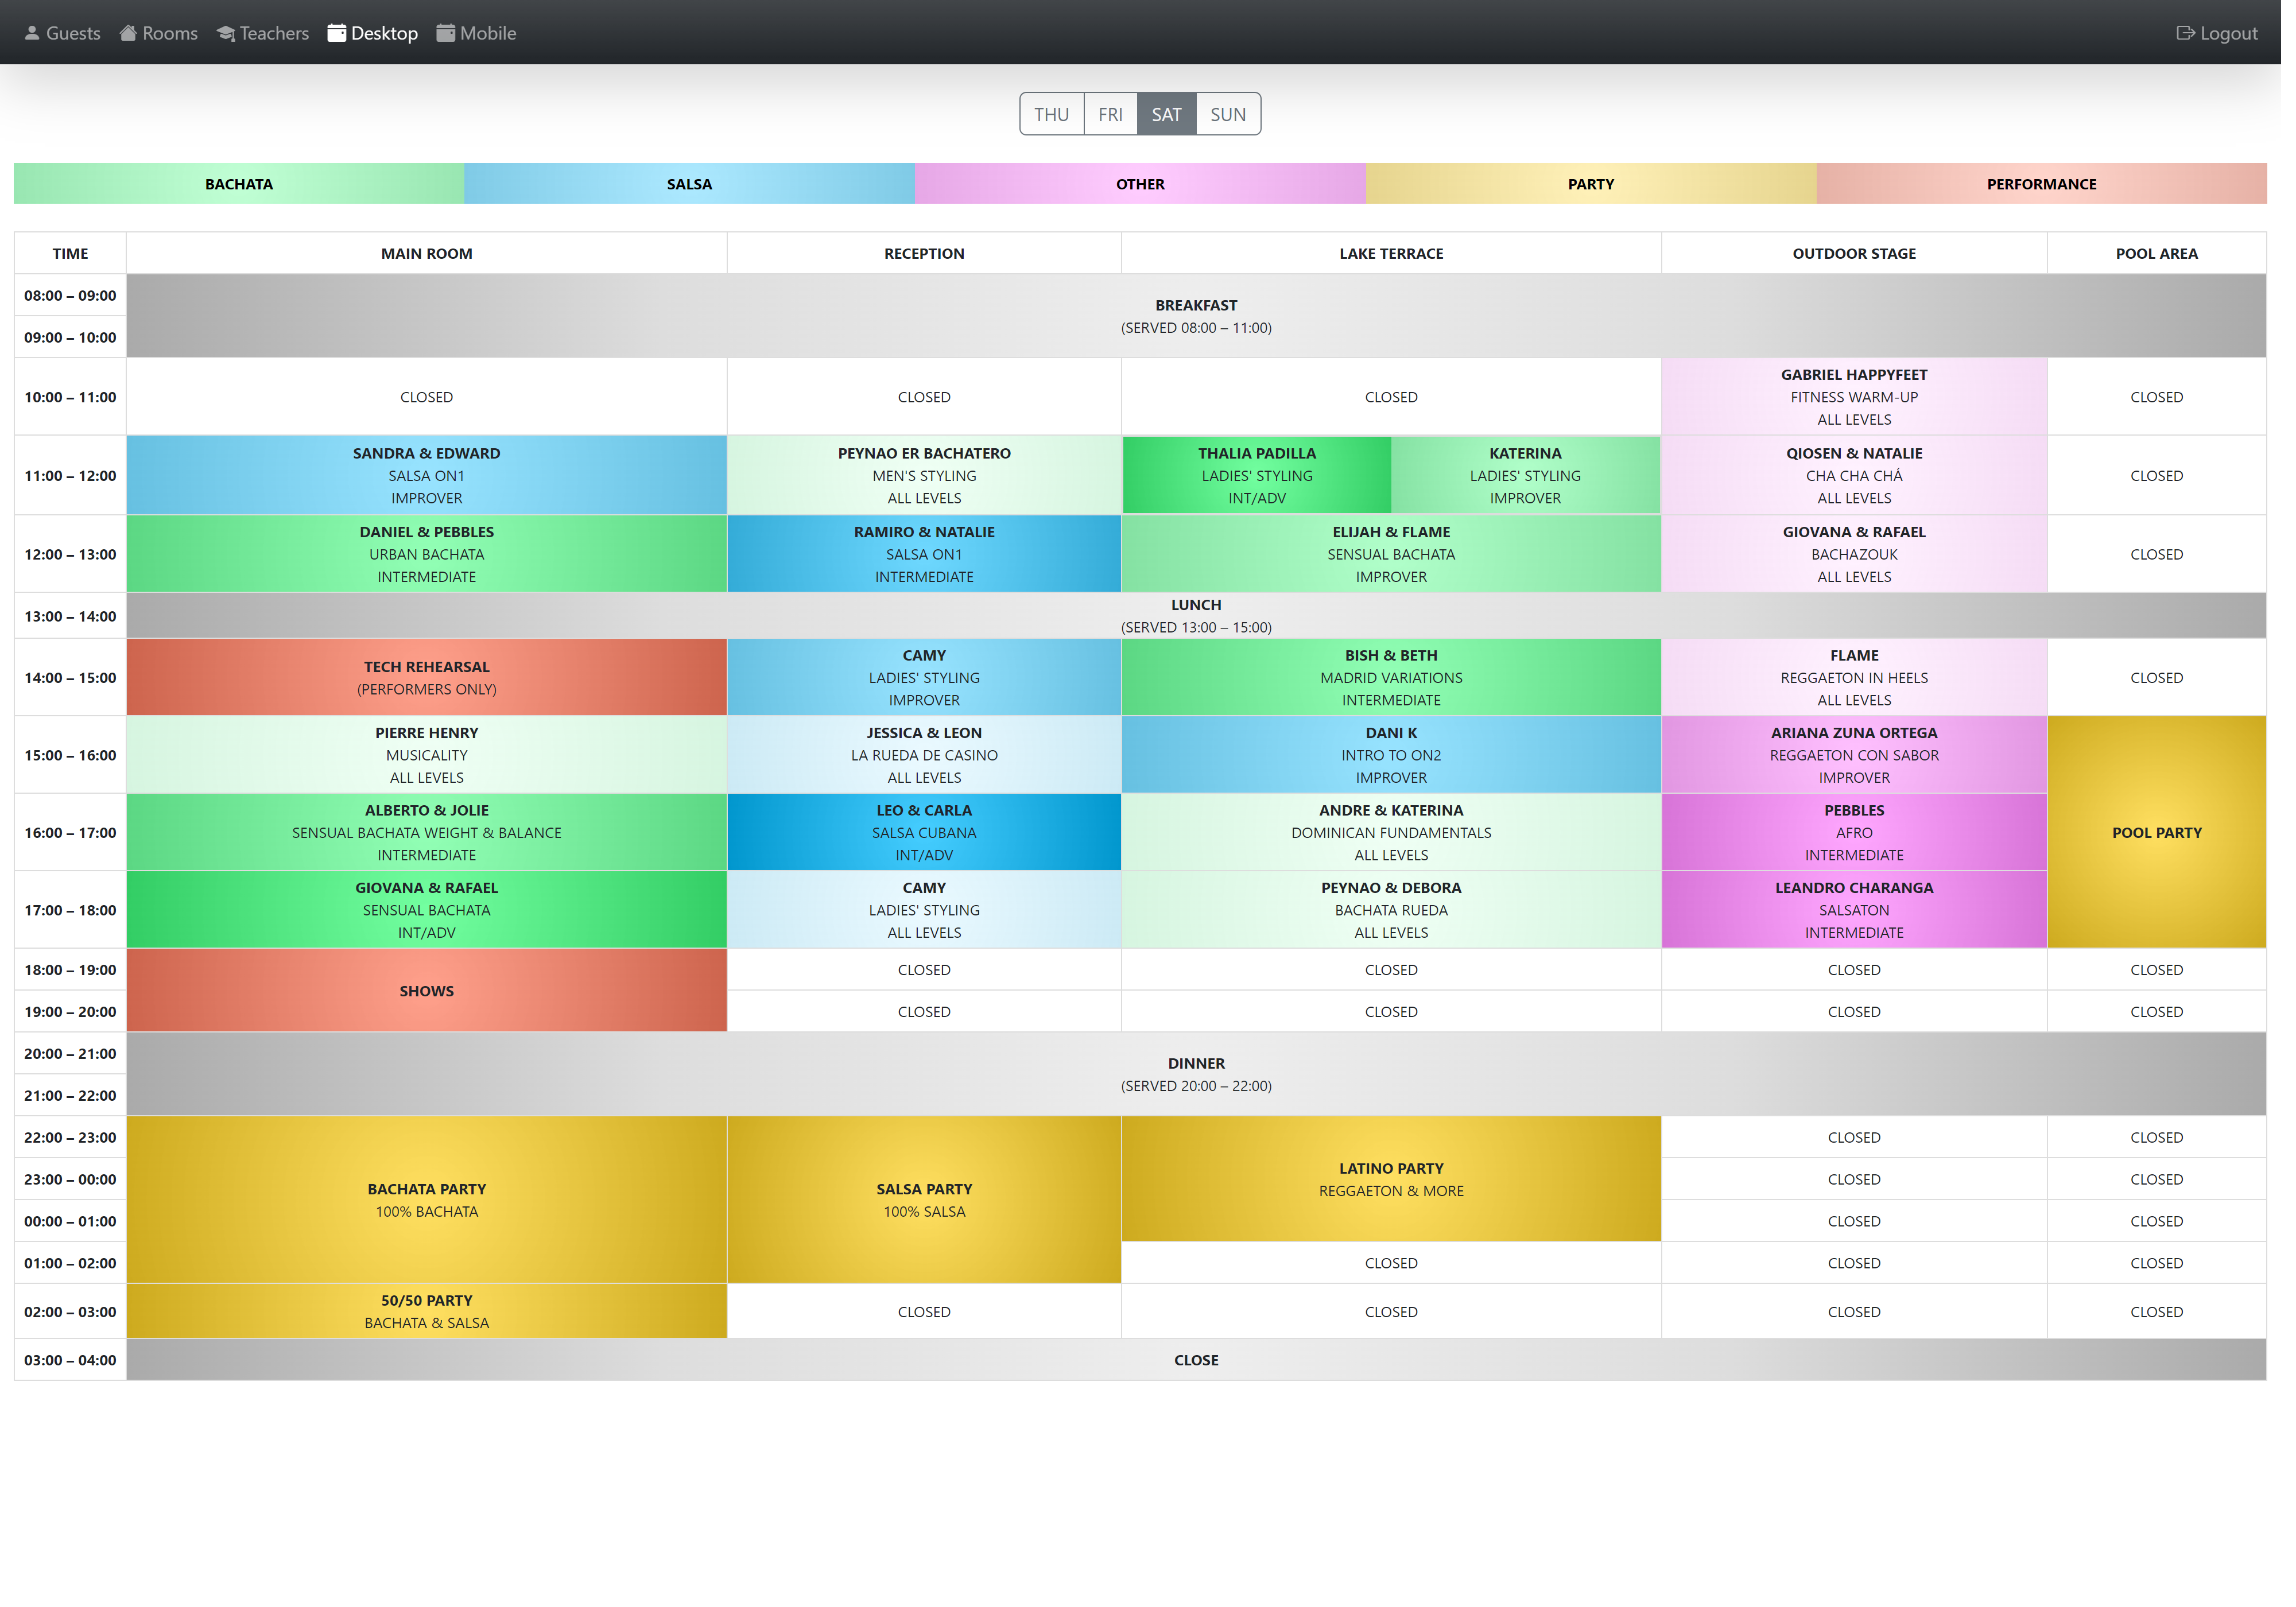 Guests Rooms Teachers Desktop Mobile Logout
THU FRI SAT SUN
BACHATA SALSA OTHER PARTY PERFORMANCE
TIME MAIN ROOM RECEPTION LAKE TERRACE OUTDOOR STAGE POOL AREA
08:00 – 09:00
09:00 – 10:00
BREAKFAST
(SERVED 08:00 – 11:00)
10:00 – 11:00
CLOSED
CLOSED
CLOSED
GABRIEL HAPPYFEET
FITNESS WARM-UP
ALL LEVELS
CLOSED
11:00 – 12:00
SANDRA & EDWARD
SALSA ON1
IMPROVER
PEYNAO ER BACHATERO
MEN'S STYLING
ALL LEVELS
THALIA PADILLA
LADIES' STYLING
INT/ADV
KATERINA
LADIES' STYLING
IMPROVER
QIOSEN & NATALIE
CHA CHA CHÁ
ALL LEVELS
CLOSED
12:00 – 13:00
DANIEL & PEBBLES
URBAN BACHATA
INTERMEDIATE
RAMIRO & NATALIE
SALSA ON1
INTERMEDIATE
ELIJAH & FLAME
SENSUAL BACHATA
IMPROVER
GIOVANA & RAFAEL
BACHAZOUK
ALL LEVELS
CLOSED
13:00 – 14:00
LUNCH
(SERVED 13:00 – 15:00)
14:00 – 15:00
TECH REHEARSAL
(PERFORMERS ONLY)
CAMY
LADIES' STYLING
IMPROVER
BISH & BETH
MADRID VARIATIONS
INTERMEDIATE
FLAME
REGGAETON IN HEELS
ALL LEVELS
CLOSED
15:00 – 16:00
PIERRE HENRY
MUSICALITY
ALL LEVELS
JESSICA & LEON
LA RUEDA DE CASINO
ALL LEVELS
DANI K
INTRO TO ON2
IMPROVER
ARIANA ZUNA ORTEGA
REGGAETON CON SABOR
IMPROVER
POOL PARTY
16:00 – 17:00
ALBERTO & JOLIE
SENSUAL BACHATA WEIGHT & BALANCE
INTERMEDIATE
LEO & CARLA
SALSA CUBANA
INT/ADV
ANDRE & KATERINA
DOMINICAN FUNDAMENTALS
ALL LEVELS
PEBBLES
AFRO
INTERMEDIATE
17:00 – 18:00
GIOVANA & RAFAEL
SENSUAL BACHATA
INT/ADV
CAMY
LADIES' STYLING
ALL LEVELS
PEYNAO & DEBORA
BACHATA RUEDA
ALL LEVELS
LEANDRO CHARANGA
SALSATON
INTERMEDIATE
18:00 – 19:00
SHOWS
CLOSED
CLOSED
CLOSED
CLOSED
19:00 – 20:00
CLOSED
CLOSED
CLOSED
CLOSED
20:00 – 21:00
21:00 – 22:00
DINNER
(SERVED 20:00 – 22:00)
22:00 – 23:00
BACHATA PARTY
100% BACHATA
SALSA PARTY
100% SALSA
LATINO PARTY
REGGAETON & MORE
CLOSED
CLOSED
23:00 – 00:00
CLOSED
CLOSED
00:00 – 01:00
CLOSED
CLOSED
01:00 – 02:00
CLOSED
CLOSED
CLOSED
02:00 – 03:00
50/50 PARTY
BACHATA & SALSA
CLOSED
CLOSED
CLOSED
CLOSED
03:00 – 04:00
CLOSE